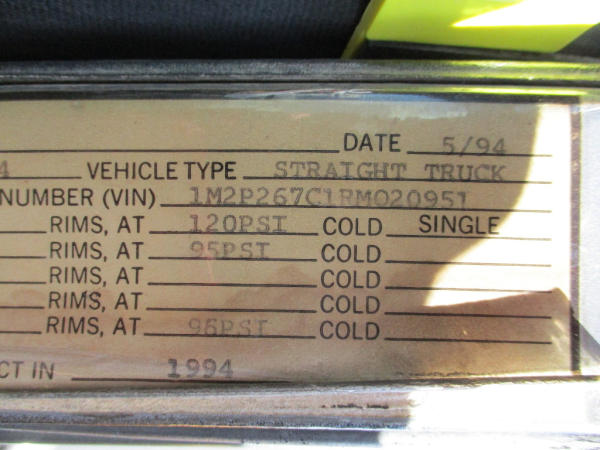 DATE 5/94
4 VEHICLE TYPE STRAIGHT TRUCK
NUMBER (VIN) 1M2P267C1RM020951
RIMS, AT 120PSI COLD SINGLE
RIMS, AT 95PSI COLD
RIMS, AT COLD
RIMS, AT COLD
RIMS, AT 95PSI COLD
CT IN 1994